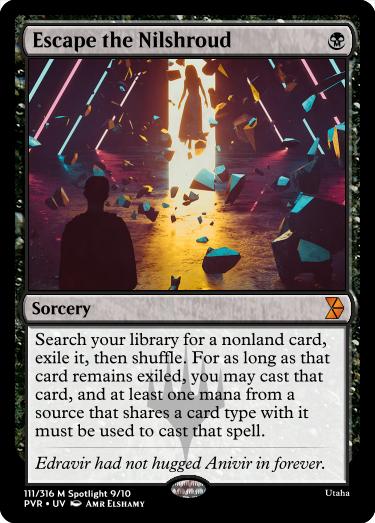 Escape the Nilshroud
Sorcery
Search your library for a nonland card,
exile it, then shuffle. For as long as that
card remains exiled, you may cast that
card, and at least one mana from a
source that shares a card type with it
must be used to cast that spell.
Edravir had not hugged Anivir in forever.
111/316 M Spotlight 9/10
Utaha
PVR • UV Amr Elshamy